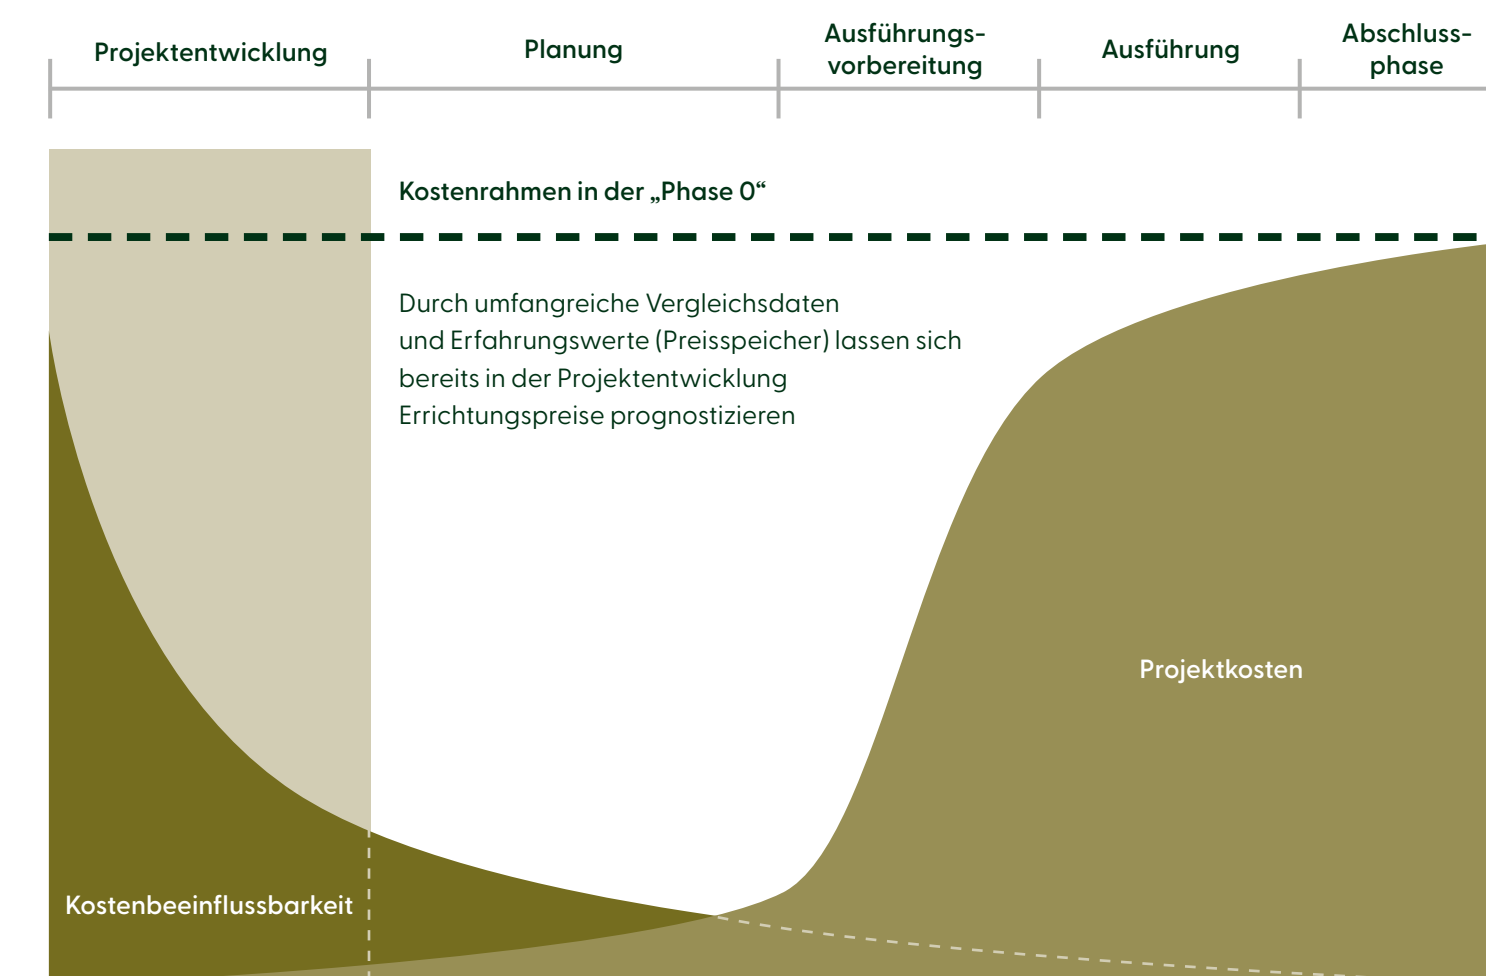 Projektentwicklung
Planung
Ausführungs-
vorbereitung
Ausführung
Abschluss-
phase
Kostenrahmen in der „Phase 0“
Durch umfangreiche Vergleichsdaten
und Erfahrungswerte (Preisspeicher) lassen sich
bereits in der Projektentwicklung
Errichtungspreise prognostizieren
Projektkosten
Kostenbeeinflussbarkeit